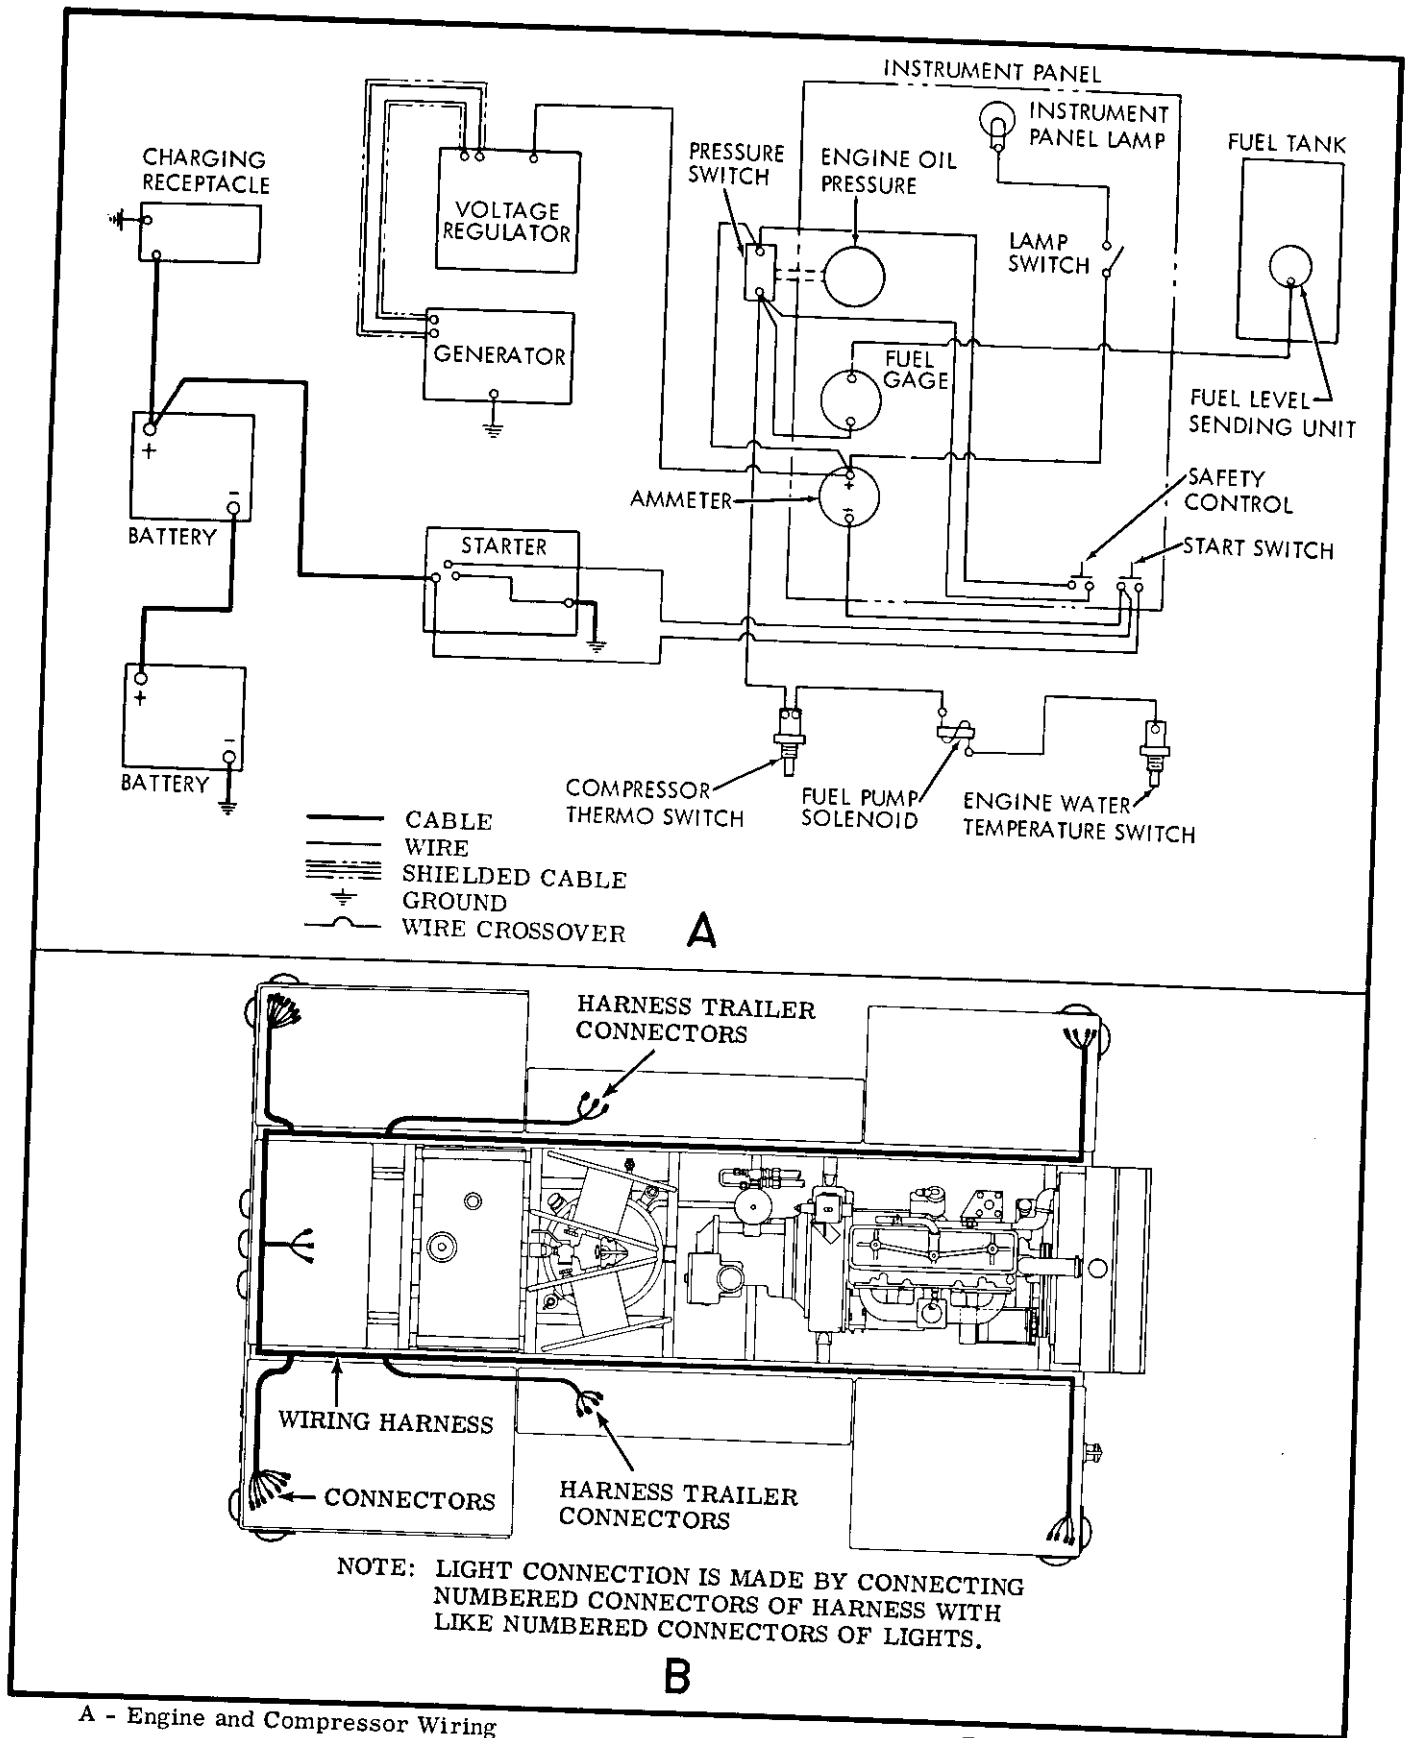 INSTRUMENT PANEL
INSTRUMENT
PANEL LAMP
FUEL TANK
CHARGING
RECEPTACLE
PRESSURE
SWITCH
ENGINE OIL
PRESSURE
VOLTAGE
REGULATOR
LAMP
SWITCH
GENERATOR
FUEL
GAGE
FUEL LEVEL
SENDING UNIT
+
−
BATTERY
AMMETER
+
−
SAFETY
CONTROL
START SWITCH
STARTER
+
−
BATTERY
COMPRESSOR
THERMO SWITCH
FUEL PUMP
SOLENOID
ENGINE WATER
TEMPERATURE SWITCH
CABLE
WIRE
SHIELDED CABLE
GROUND
WIRE CROSSOVER
A
HARNESS TRAILER
CONNECTORS
WIRING HARNESS
CONNECTORS
HARNESS TRAILER
CONNECTORS
NOTE: LIGHT CONNECTION IS MADE BY CONNECTING
NUMBERED CONNECTORS OF HARNESS WITH
LIKE NUMBERED CONNECTORS OF LIGHTS.
B
A - Engine and Compressor Wiring